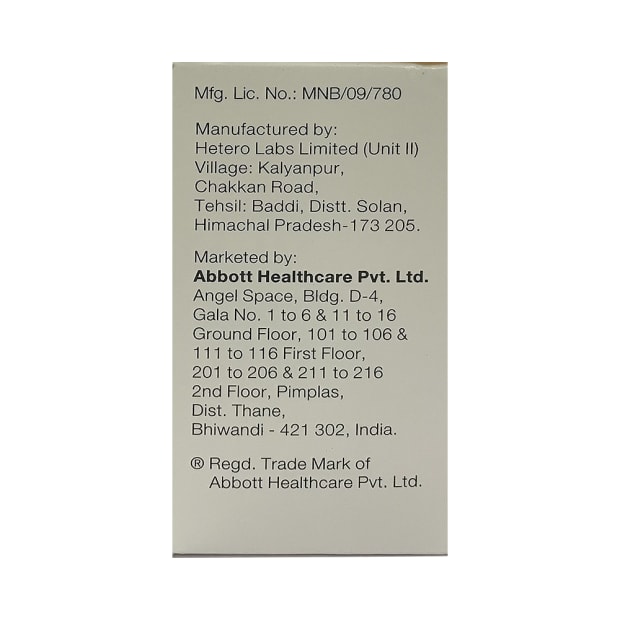 Mfg. Lic. No.: MNB/09/780
Manufactured by:
Hetero Labs Limited (Unit II)
Village: Kalyanpur,
Chakkan Road,
Tehsil: Baddi, Distt. Solan,
Himachal Pradesh-173 205.
Marketed by:
Abbott Healthcare Pvt. Ltd.
Angel Space, Bldg. D-4,
Gala No. 1 to 6 & 11 to 16
Ground Floor, 101 to 106 &
111 to 116 First Floor,
201 to 206 & 211 to 216
2nd Floor, Pimplas,
Dist. Thane,
Bhiwandi - 421 302, India.
® Regd. Trade Mark of
Abbott Healthcare Pvt. Ltd.